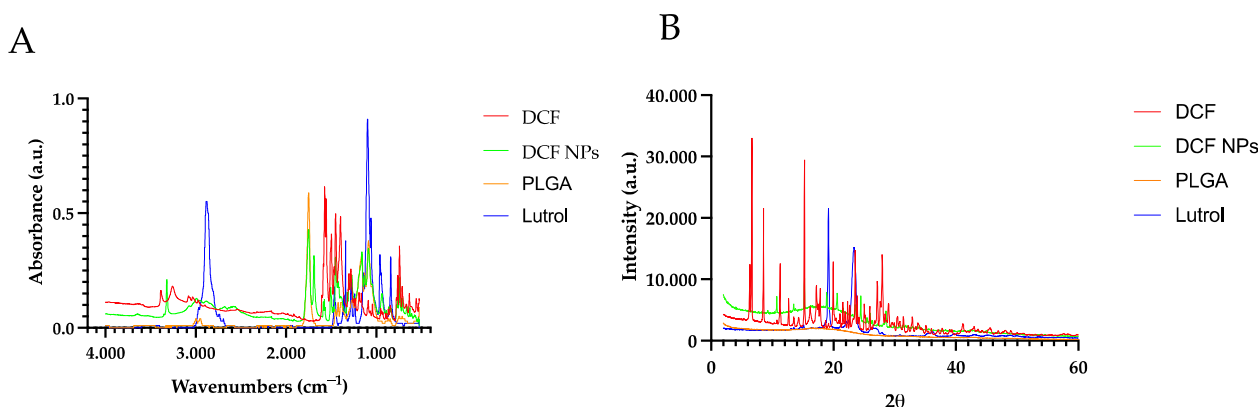 A
Absorbance (a.u.)
1.0
0.5
0.0
4.000 3.000 2.000 1.000
Wavenumbers (cm⁻¹)
DCF
DCF NPs
PLGA
Lutrol
B
Intensity (a.u.)
40.000
30.000
20.000
10.000
0
0 20 40 60
2θ
DCF
DCF NPs
PLGA
Lutrol